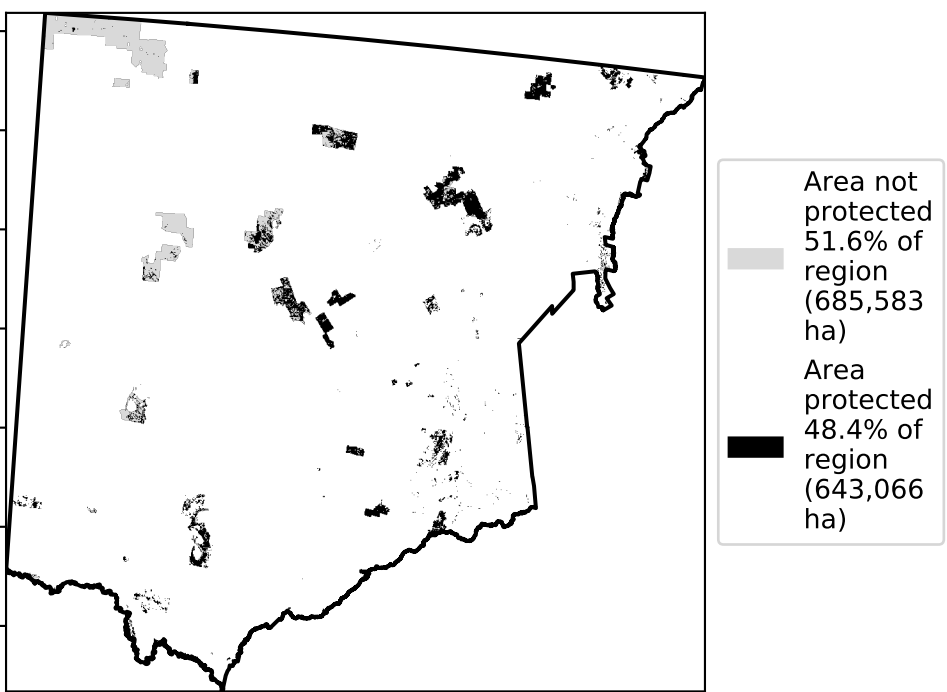 Area not
protected
51.6% of
region
(685,583
ha)
Area
protected
48.4% of
region
(643,066
ha)